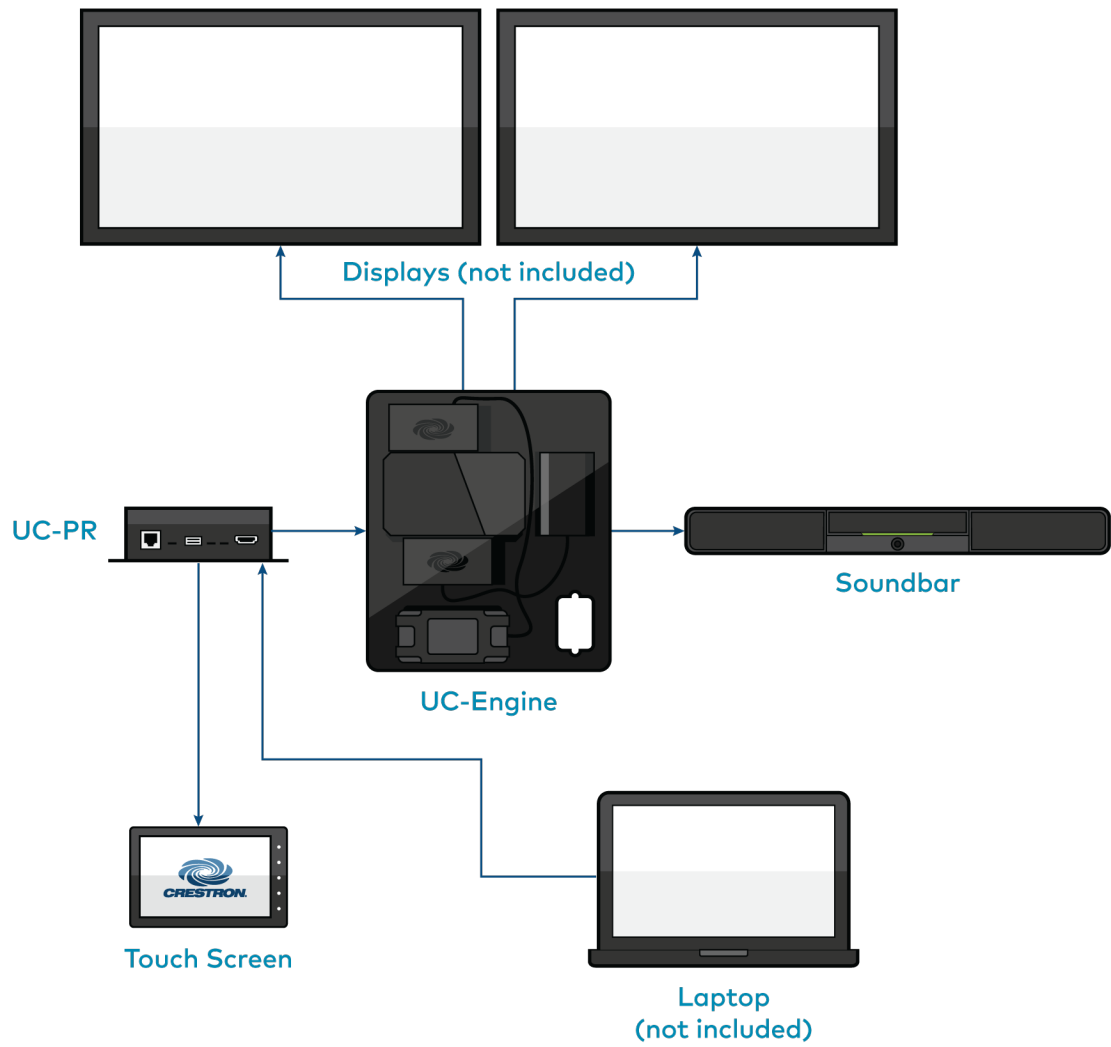 Displays (not included)
UC-PR
Soundbar
UC-Engine
CRESTRON.
Touch Screen
Laptop
(not included)